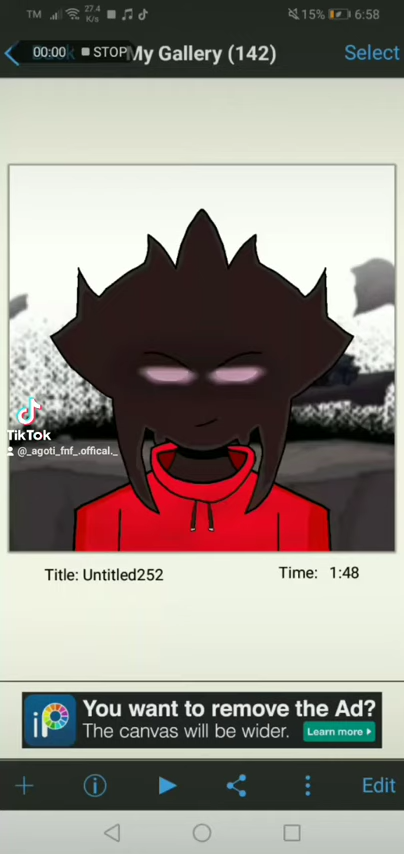 TM 27.4 K/s 15% 6:58
00:00 STOP My Gallery (142) Select
TikTok
@_agoti_fnf_.offical._
Title: Untitled252 Time: 1:48
You want to remove the Ad?
The canvas will be wider. Learn more
Edit